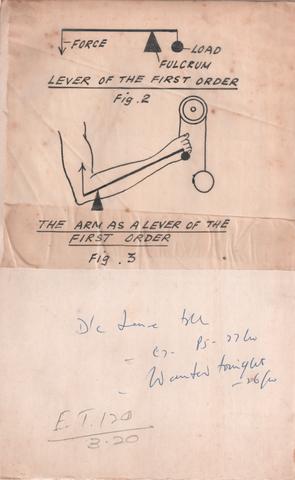 FORCE
LOAD
FULCRUM
LEVER OF THE FIRST ORDER
Fig. 2
THE ARM AS A LEVER OF THE
FIRST ORDER
Fig. 3
Wanted tonight
E.T. 120
3.20